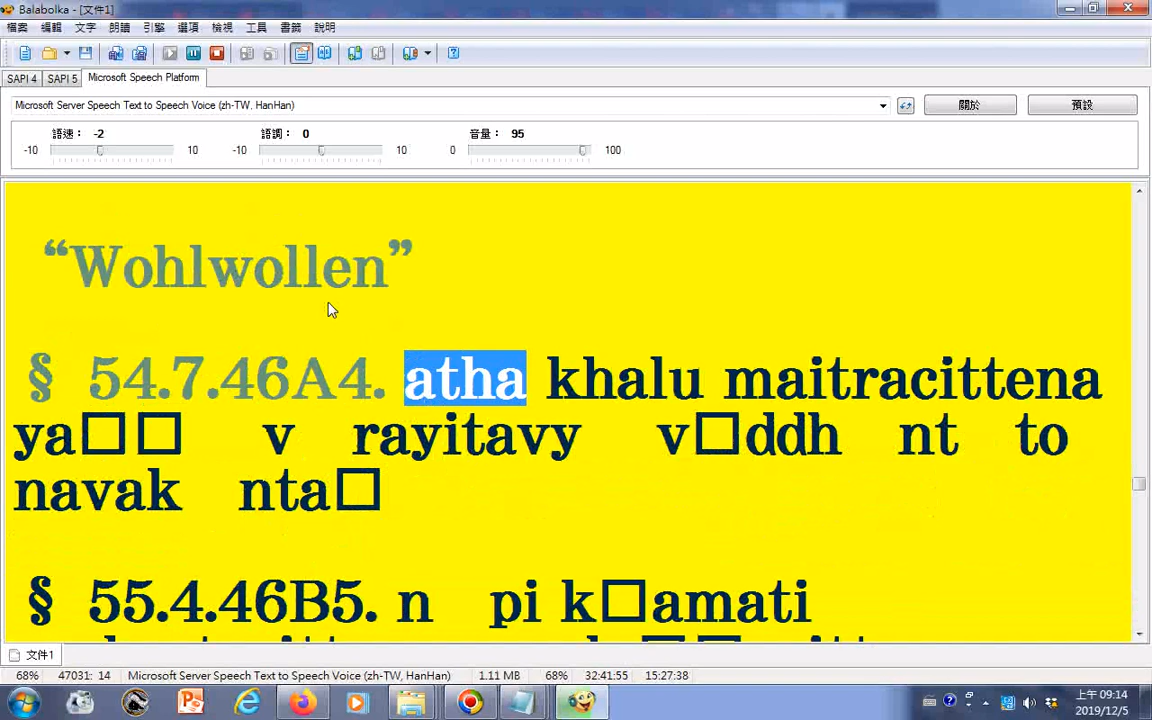 Balabolka - [文件1]
檔案 編輯 文字 朗讀 引擎 選項 檢視 工具 書籤 說明
SAPI 4 SAPI 5 Microsoft Speech Platform
Microsoft Server Speech Text to Speech Voice (zh-TW, HanHan) 關於 預設
語速： -2 語調： 0 音量： 95
-10 10 -10 10 0 100
“Wohlwollen”
§ 54.7.46A4. atha khalu maitracittena
ya□□ v rayitavy v□ddh nt to
navak nta□
§ 55.4.46B5. n pi k□amati
文件1
68% 47031: 14 Microsoft Server Speech Text to Speech Voice (zh-TW, HanHan) 1.11 MB 68% 32:41:55 15:27:38
上午 09:14
2019/12/5